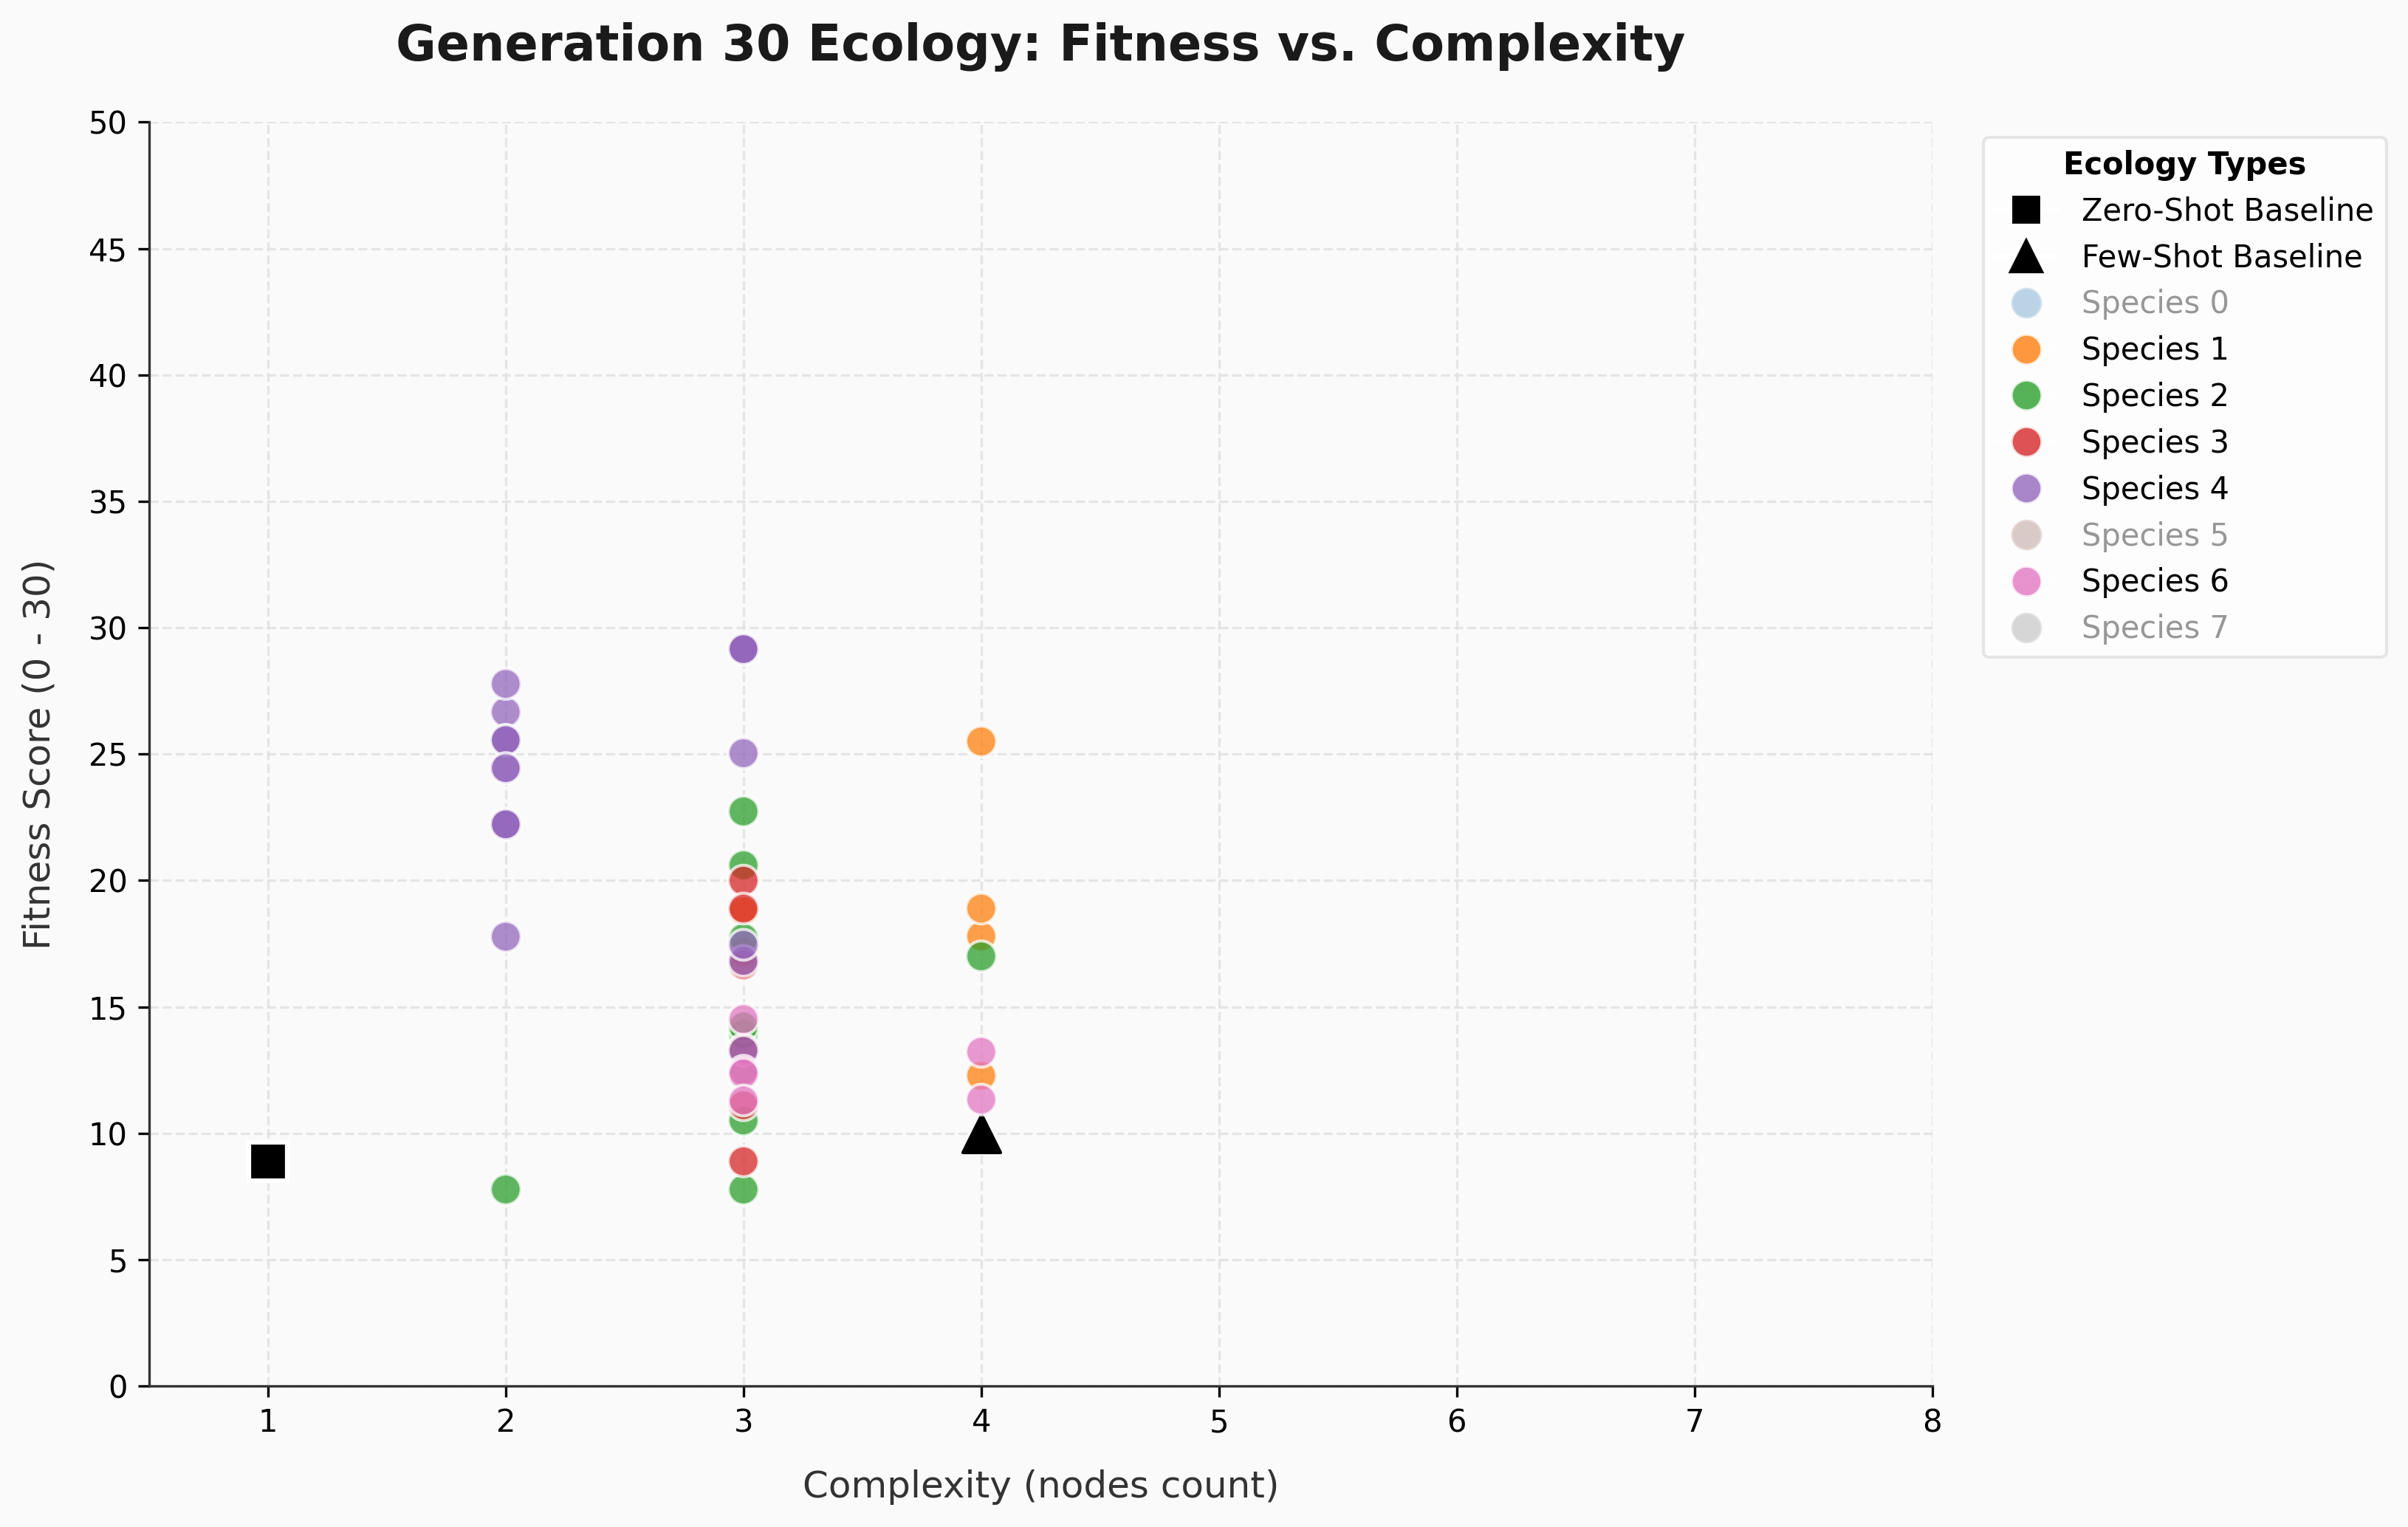 Generation 30 Ecology: Fitness vs. Complexity
50
45
40
35
30
25
20
15
10
5
0
Fitness Score (0 - 30)
1 2 3 4 5 6 7 8
Complexity (nodes count)
Ecology Types
Zero-Shot Baseline
Few-Shot Baseline
Species 0
Species 1
Species 2
Species 3
Species 4
Species 5
Species 6
Species 7